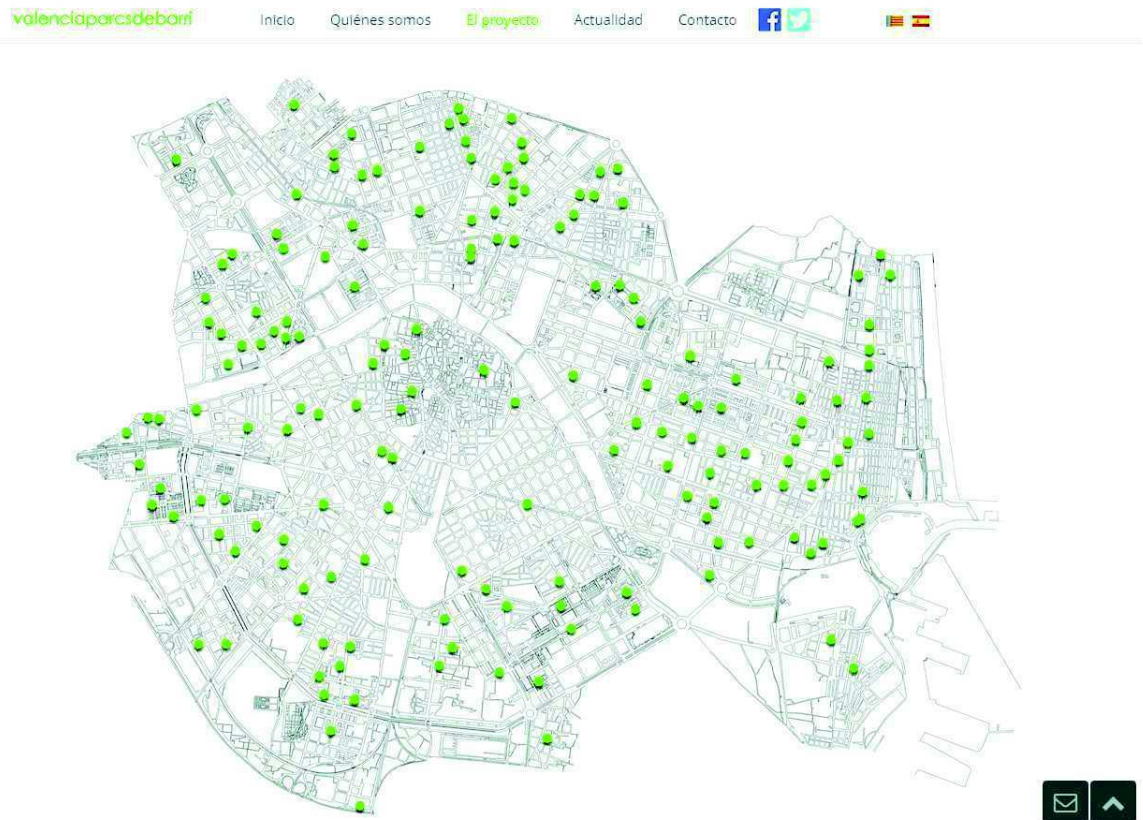 valenciaparcsdebarri
Inicio Quiénes somos El proyecto Actualidad Contacto